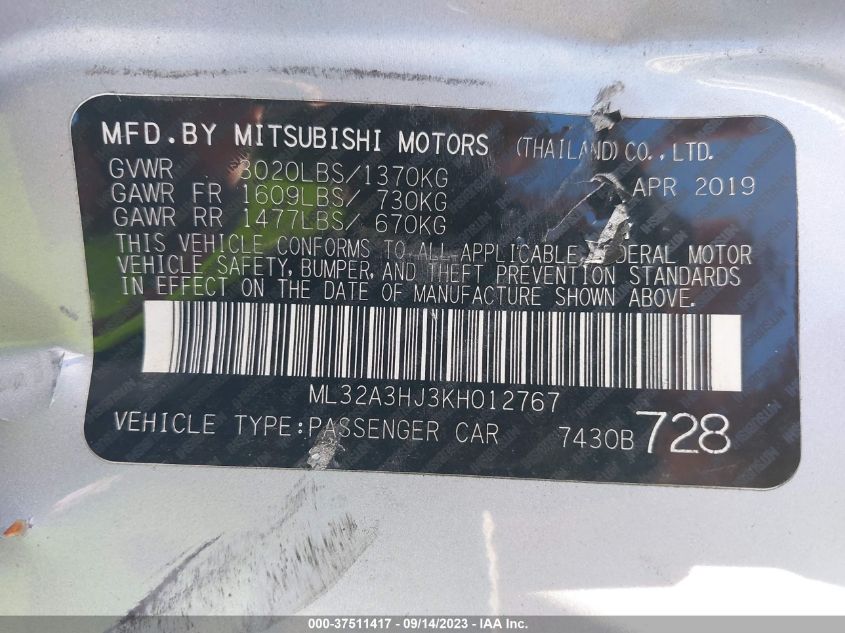 MFD.BY MITSUBISHI MOTORS (THAILAND) CO.,LTD.
GVWR 3020LBS/1370KG APR 2019
GAWR FR 1609LBS/ 730KG
GAWR RR 1477LBS/ 670KG
THIS VEHICLE CONFORMS TO ALL APPLICABLE DERAL MOTOR
VEHICLE SAFETY, BUMPER, AND THEFT PREVENTION STANDARDS
IN EFFECT ON THE DATE OF MANUFACTURE SHOWN ABOVE.
ML32A3HJ3KH012767
VEHICLE TYPE:PASSENGER CAR 7430B 728
000-37511417 - 09/14/2023 - IAA Inc.